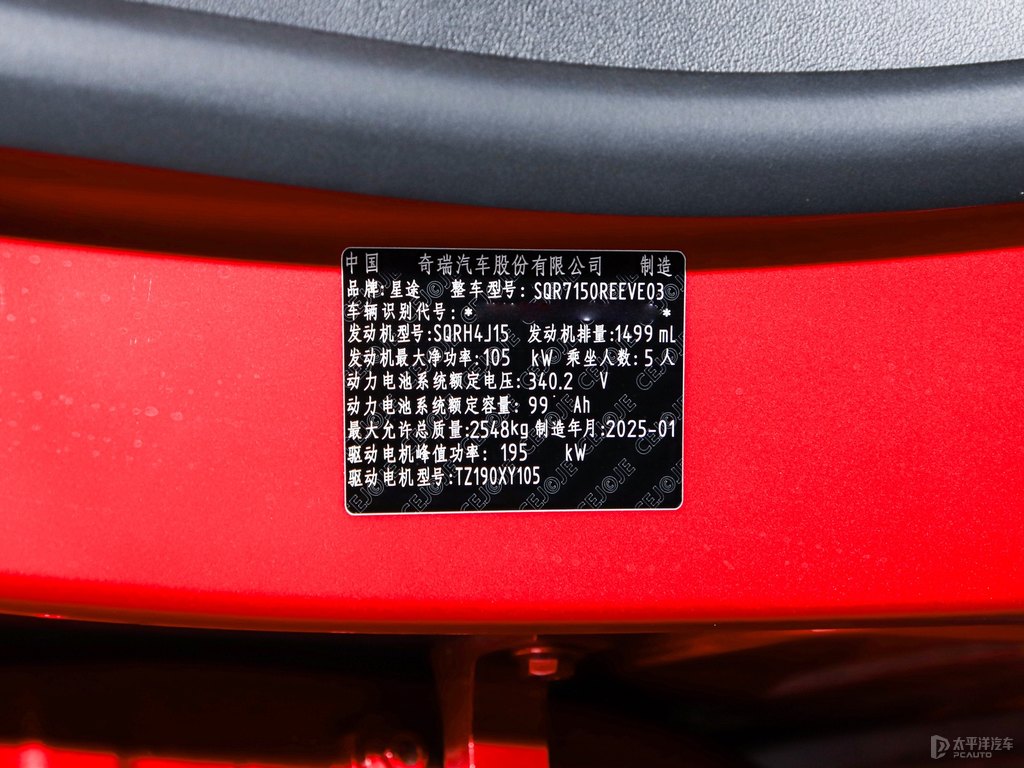 中国 奇瑞汽车股份有限公司 制造
品牌:星途 整车型号: SQR7150REEVE03
车辆识别代号: * *
发动机型号:SQRH4J15 发动机排量:1499 ml
发动机最大净功率:105 kW 乘坐人数:5 人
动力电池系统额定电压: 340.2 V
动力电池系统额定容量: 99 Ah
最大允许总质量:2548kg 制造年月:2025-01
驱动电机峰值功率: 195 kW
驱动电机型号:TZ190XY105
太平洋汽车
PCAUTO